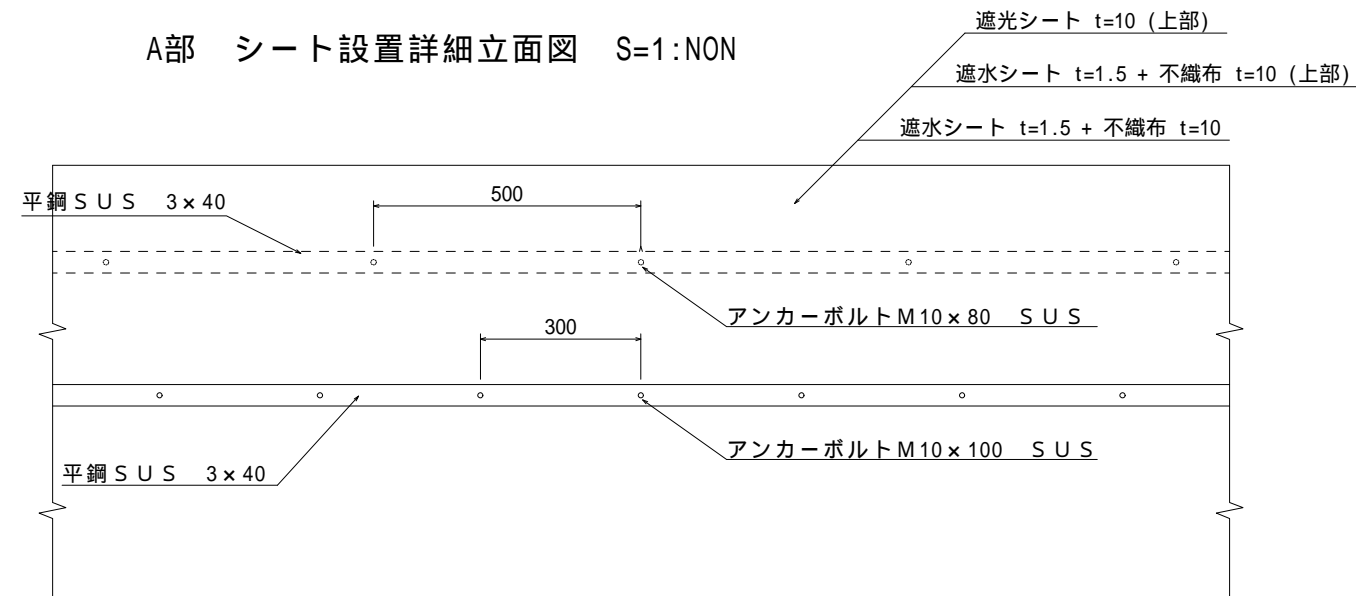 遮光シート t=10 (上部)
A部 シート設置詳細立面図 S=1:NON
遮水シート t=1.5 + 不織布 t=10 (上部)
遮水シート t=1.5 + 不織布 t=10
平鋼SUS 3×40
500
アンカーボルトM10×80 SUS
300
アンカーボルトM10×100 SUS
平鋼SUS 3×40